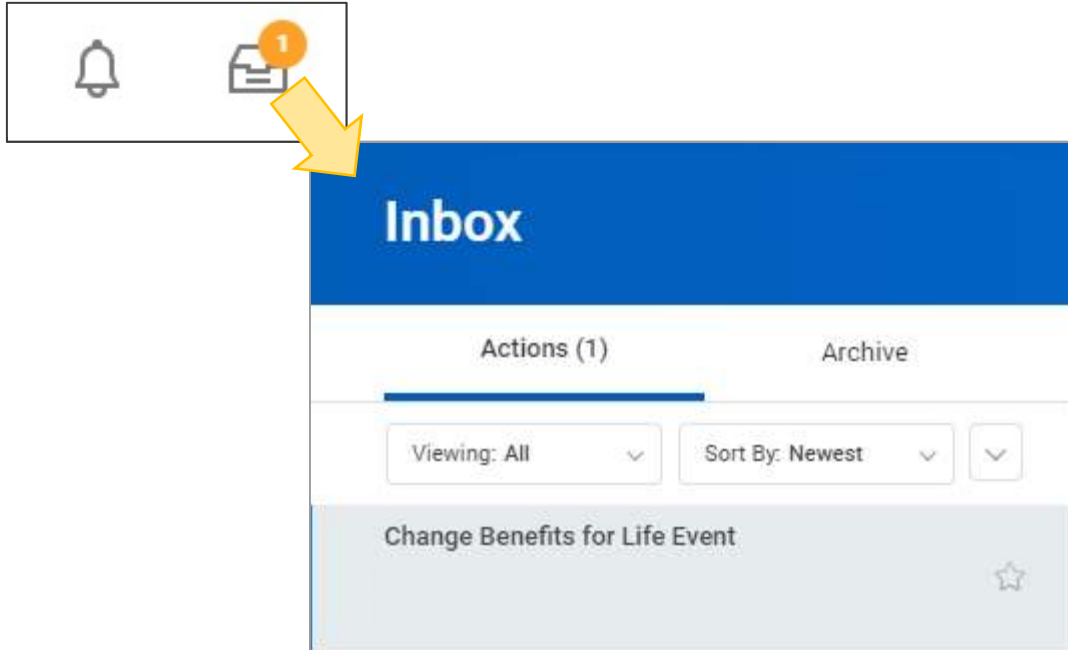 1
Inbox
Actions (1)
Archive
Viewing: All
Sort By: Newest
Change Benefits for Life Event